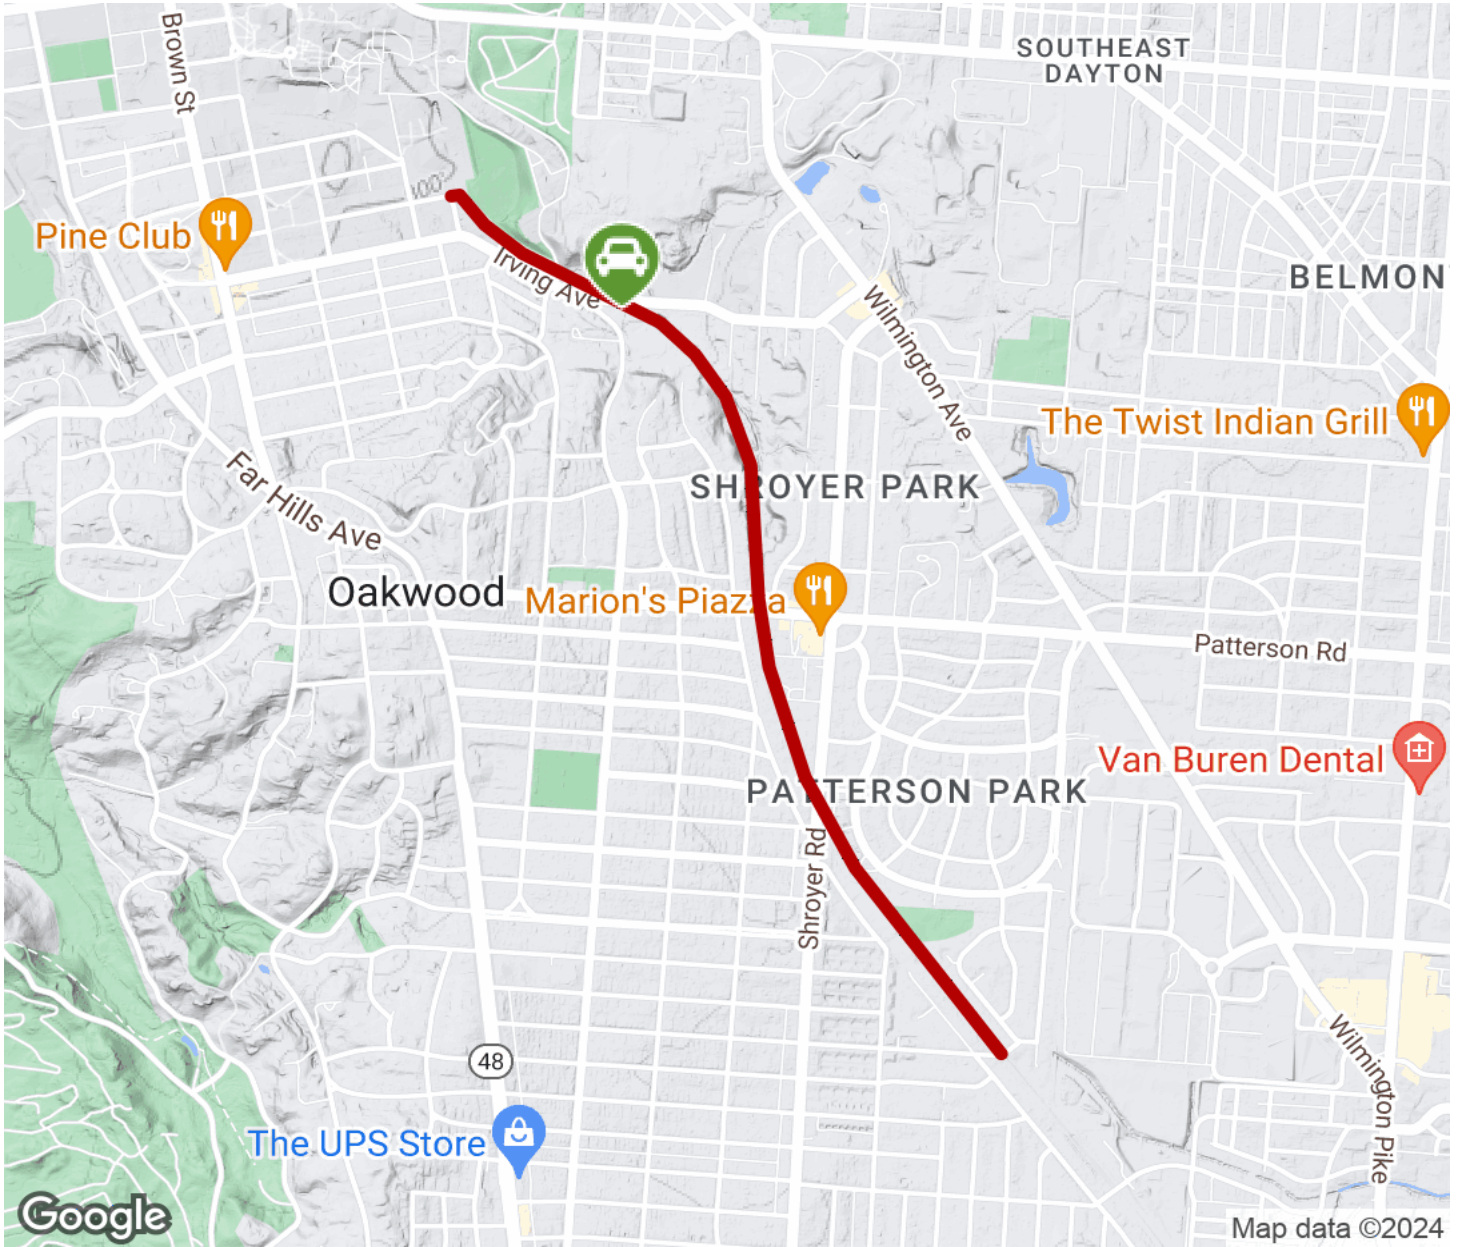 Brown St
SOUTHEAST
DAYTON
Pine Club
Irving Ave
BELMON
Wilmington Ave
The Twist Indian Grill
Far Hills Ave
SHROYER PARK
Oakwood
Marion's Piazza
Patterson Rd
Van Buren Dental
PATTERSON PARK
Shroyer Rd
48
Wilmington Pike
The UPS Store
Google
Map data ©2024